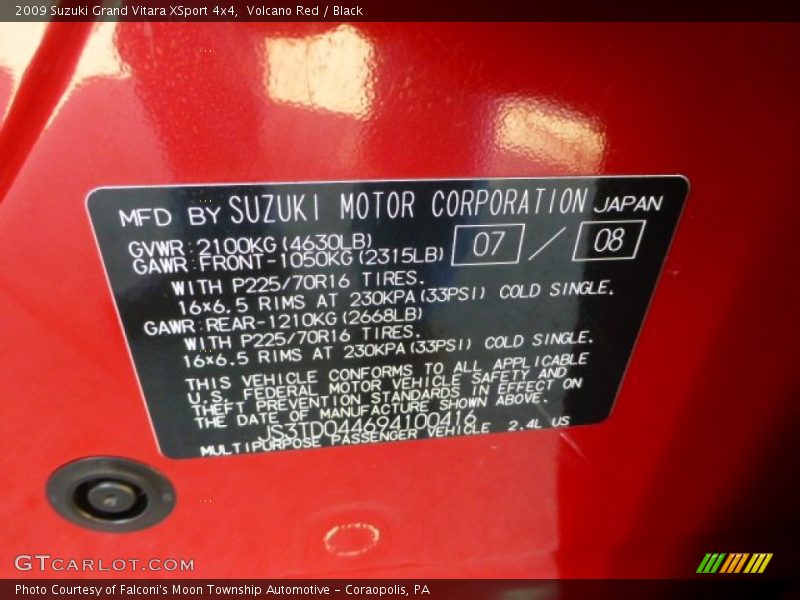 2009 Suzuki Grand Vitara XSport 4x4,  Volcano Red / Black
MFD BY SUZUKI MOTOR CORPORATION JAPAN
GVWR: 2100KG (4630LB)
07 / 08
GAWR: FRONT-1050KG (2315LB)
WITH P225/70R16 TIRES.
16x6.5 RIMS AT 230KPA (33PSI) COLD SINGLE.
GAWR: REAR-1210KG (2668LB)
WITH P225/70R16 TIRES.
16x6.5 RIMS AT 230KPA (33PSI) COLD SINGLE.
THIS VEHICLE CONFORMS TO ALL APPLICABLE
U.S. FEDERAL MOTOR VEHICLE SAFETY AND
THEFT PREVENTION STANDARDS IN EFFECT ON
THE DATE OF MANUFACTURE SHOWN ABOVE.
JS3TD044694100416
MULTIPURPOSE PASSENGER VEHICLE 2.4L US
GTCARLOT.COM
Photo Courtesy of Falconi's Moon Township Automotive - Coraopolis, PA